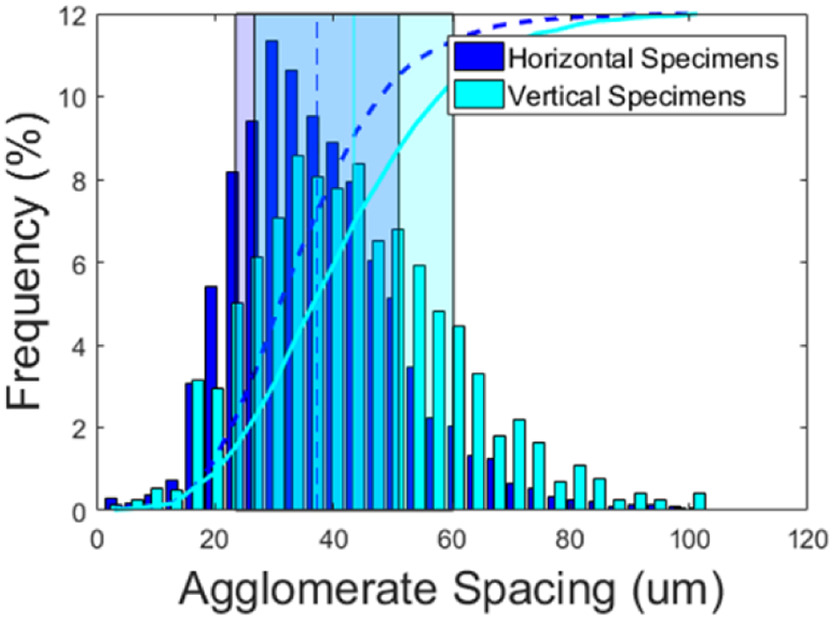 12
10
8
6
4
2
0
Frequency (%)
Horizontal Specimens
Vertical Specimens
0 20 40 60 80 100 120
Agglomerate Spacing (um)